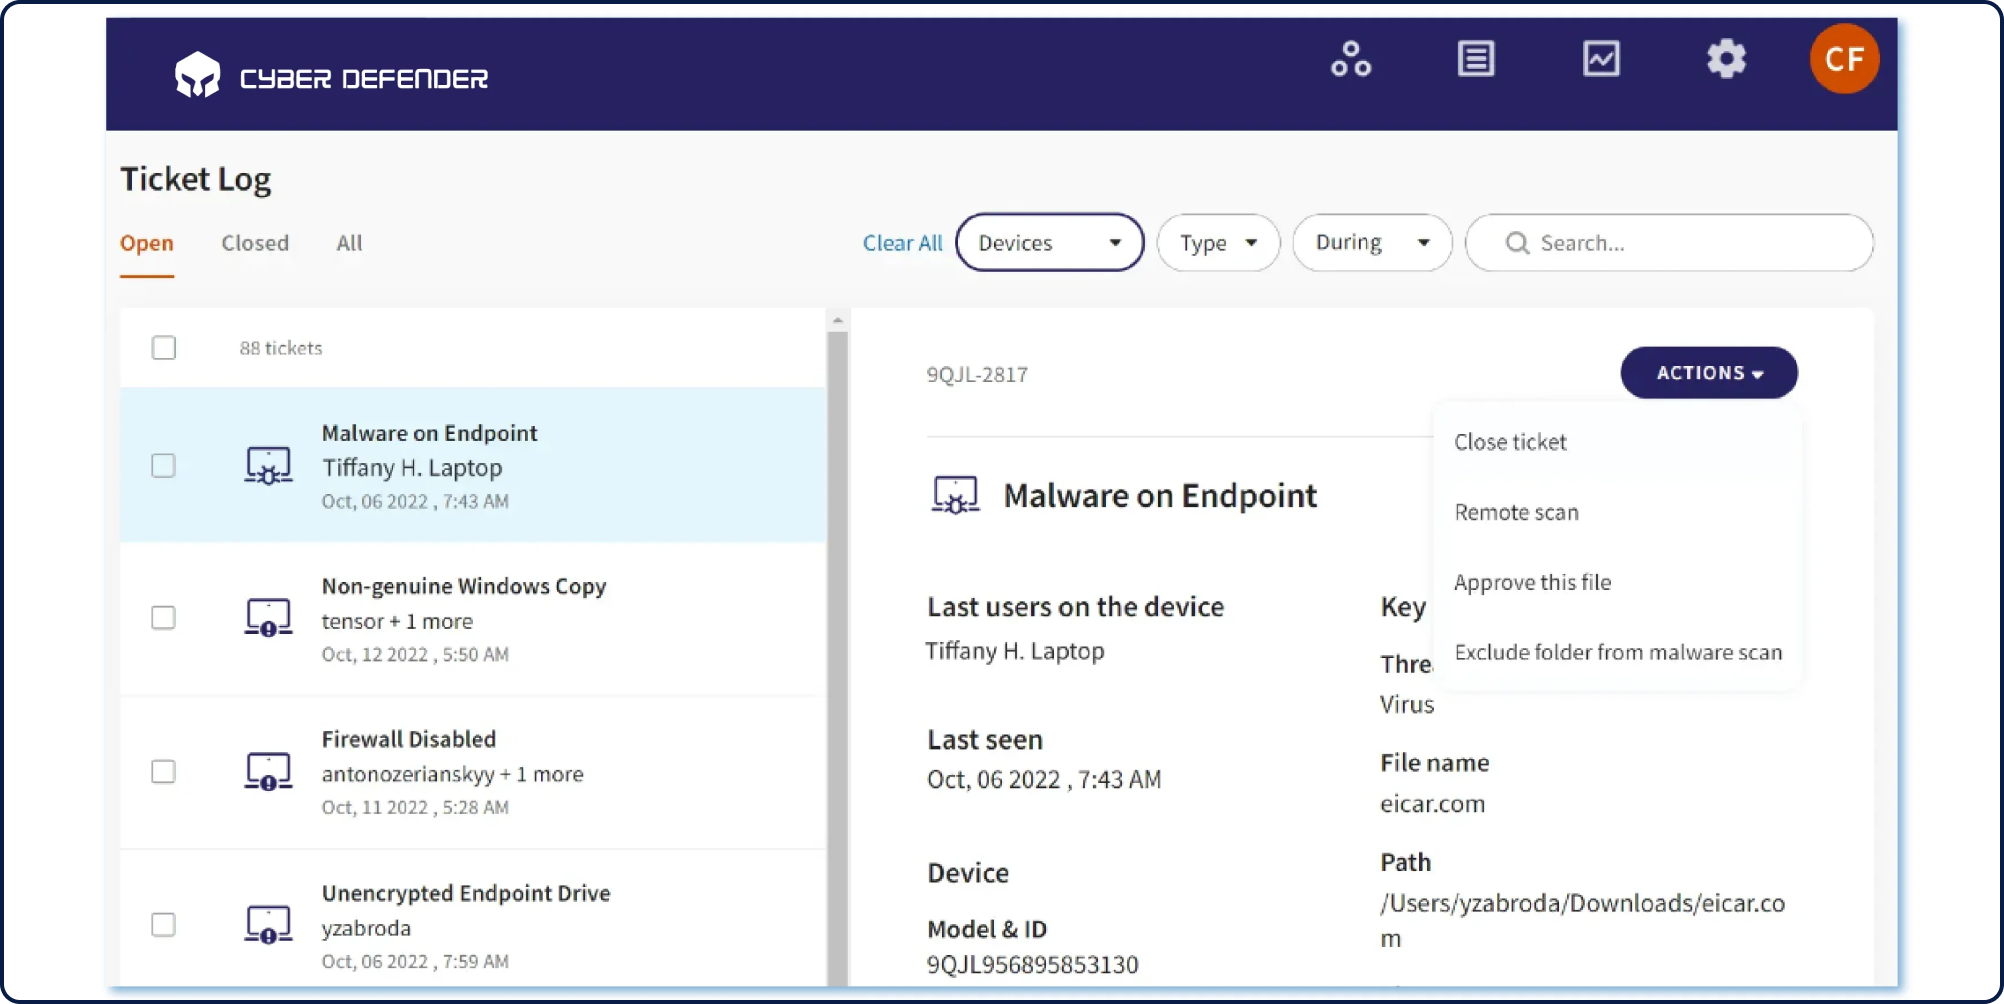 CYBER DEFENDER
CF
Ticket Log
Open
Closed
All
Clear All
Devices
Type
During
Search...
88 tickets
Malware on Endpoint
Tiffany H. Laptop
Oct, 06 2022 , 7:43 AM
Non-genuine Windows Copy
tensor + 1 more
Oct, 12 2022 , 5:50 AM
Firewall Disabled
antonozerianskyy + 1 more
Oct, 11 2022 , 5:28 AM
Unencrypted Endpoint Drive
yzabroda
Oct, 06 2022 , 7:59 AM
9QJL-2817
ACTIONS
Close ticket
Remote scan
Approve this file
Exclude folder from malware scan
Malware on Endpoint
Last users on the device
Tiffany H. Laptop
Last seen
Oct, 06 2022 , 7:43 AM
Device
Model & ID
9QJL956895853130
Key
Virus
File name
eicar.com
Path
/Users/yzabroda/Downloads/eicar.co
m